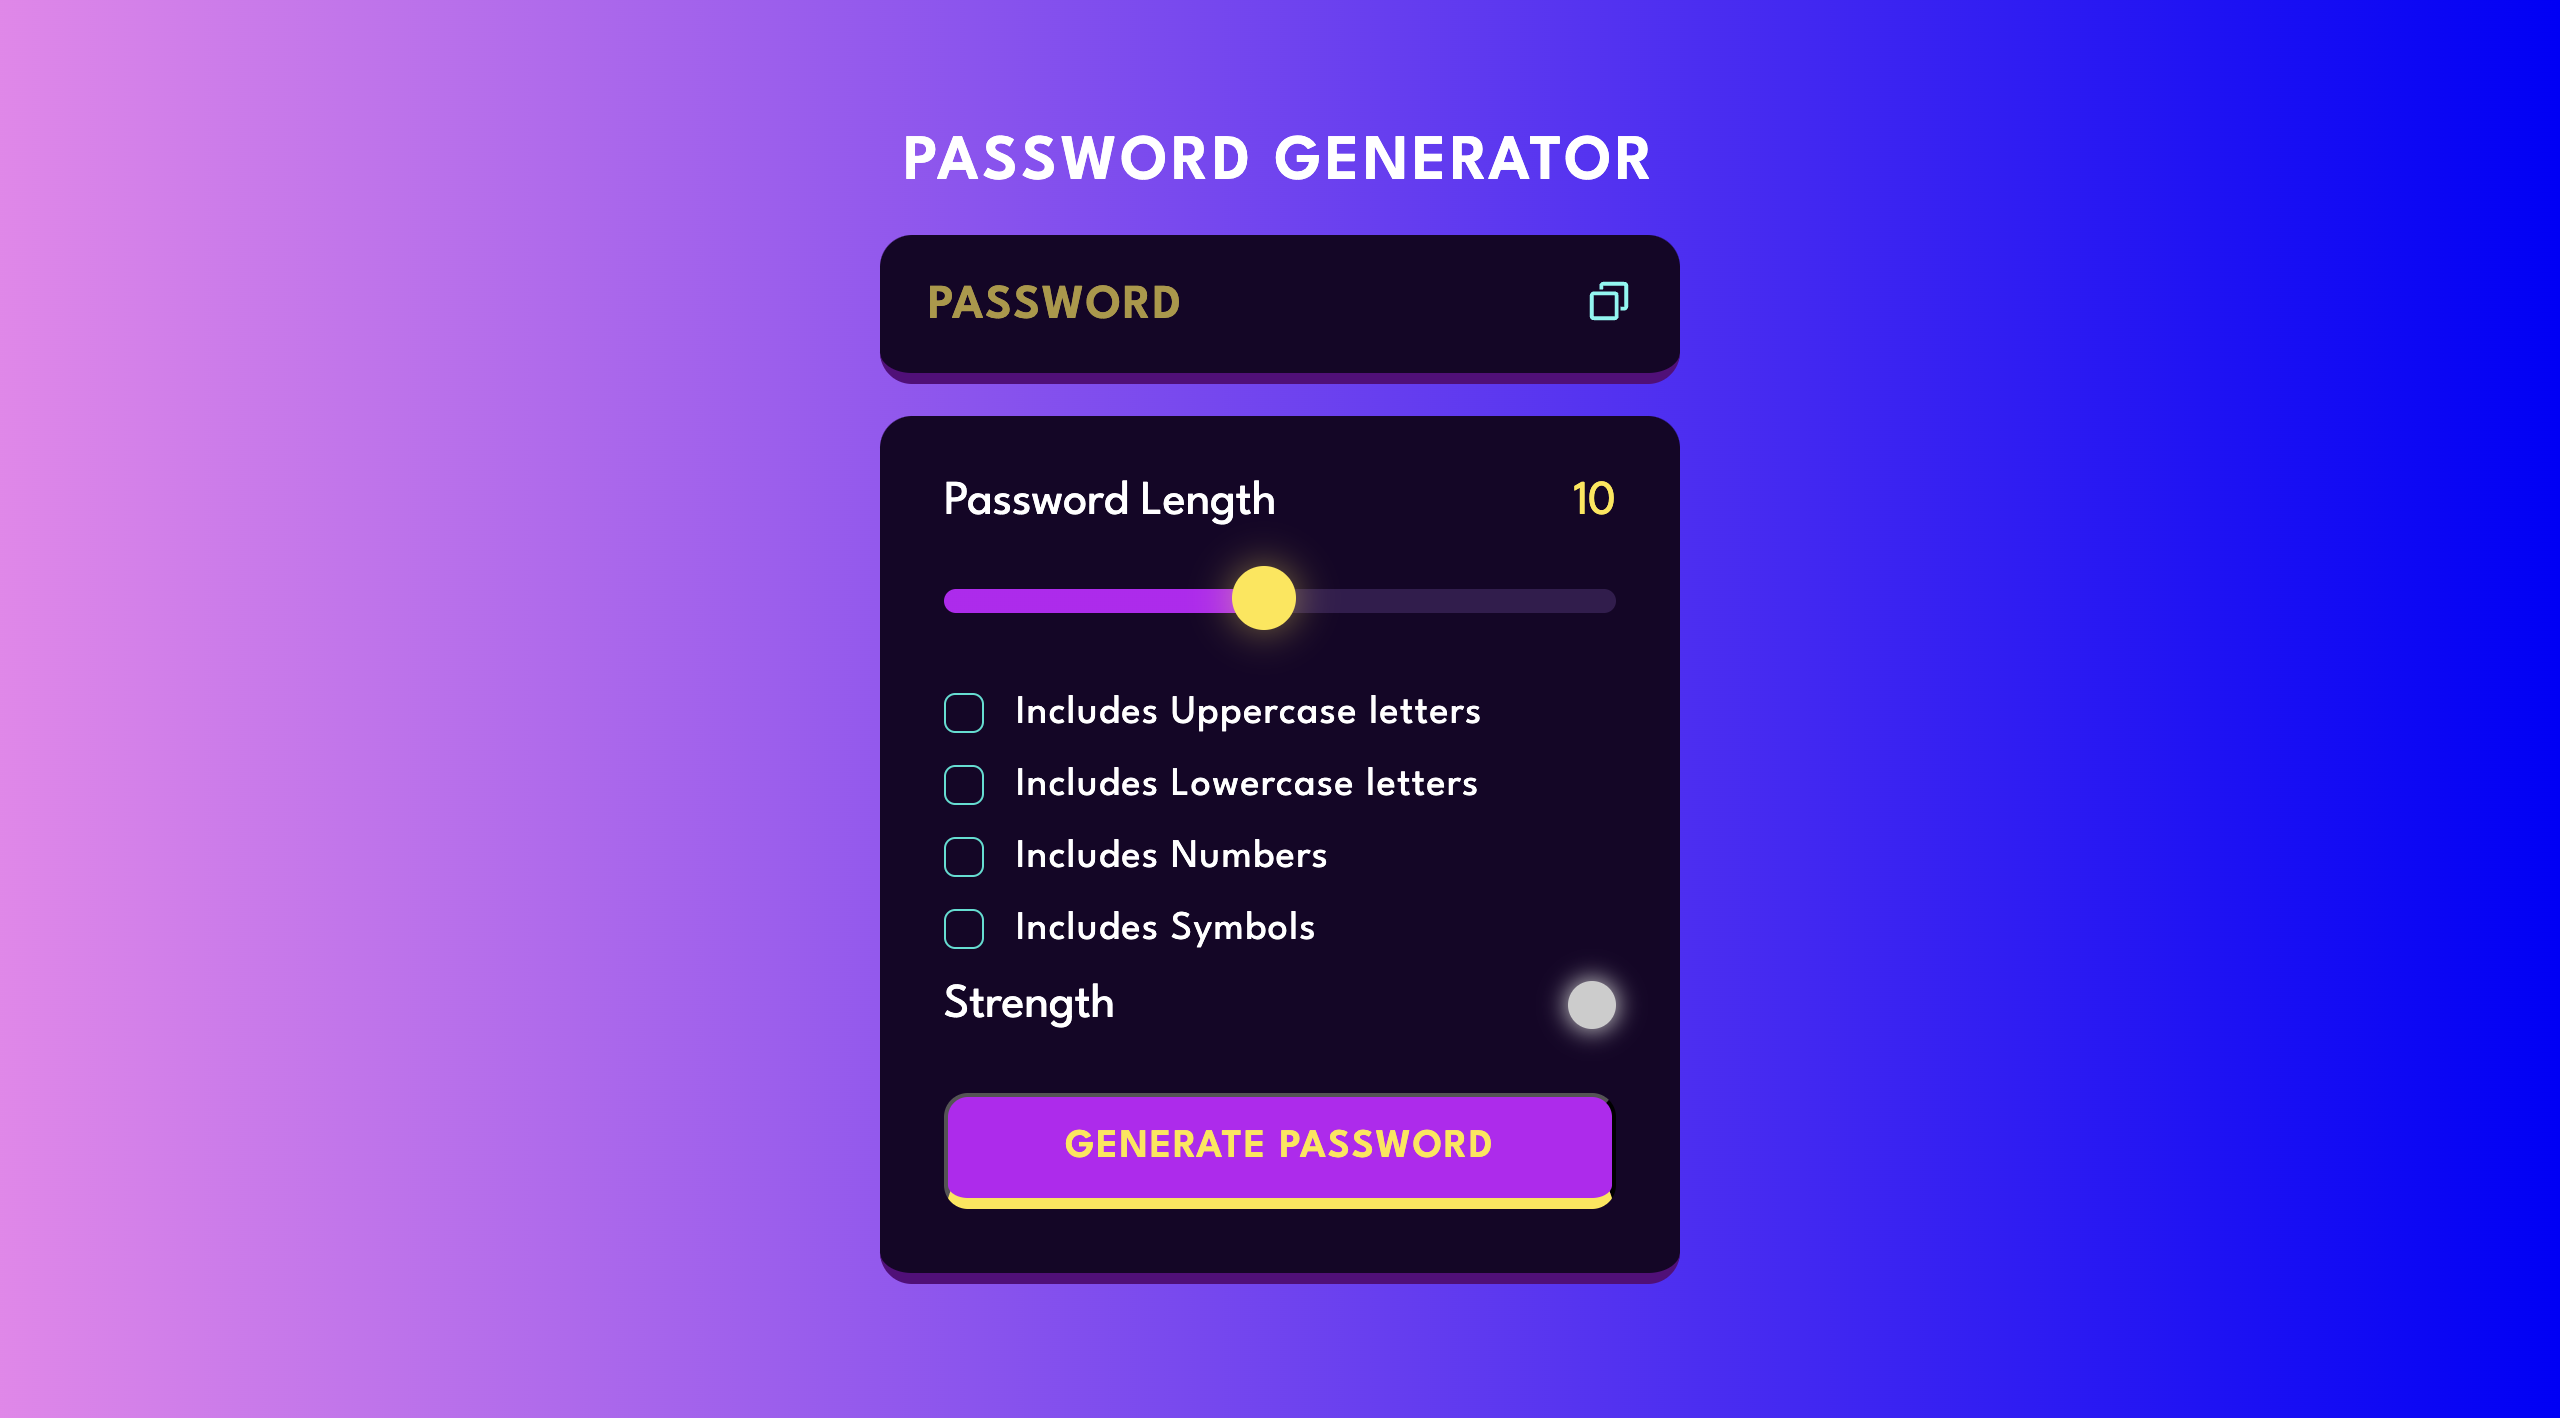 PASSWORD GENERATOR
PASSWORD
Password Length 10
Includes Uppercase letters
Includes Lowercase letters
Includes Numbers
Includes Symbols
Strength
GENERATE PASSWORD